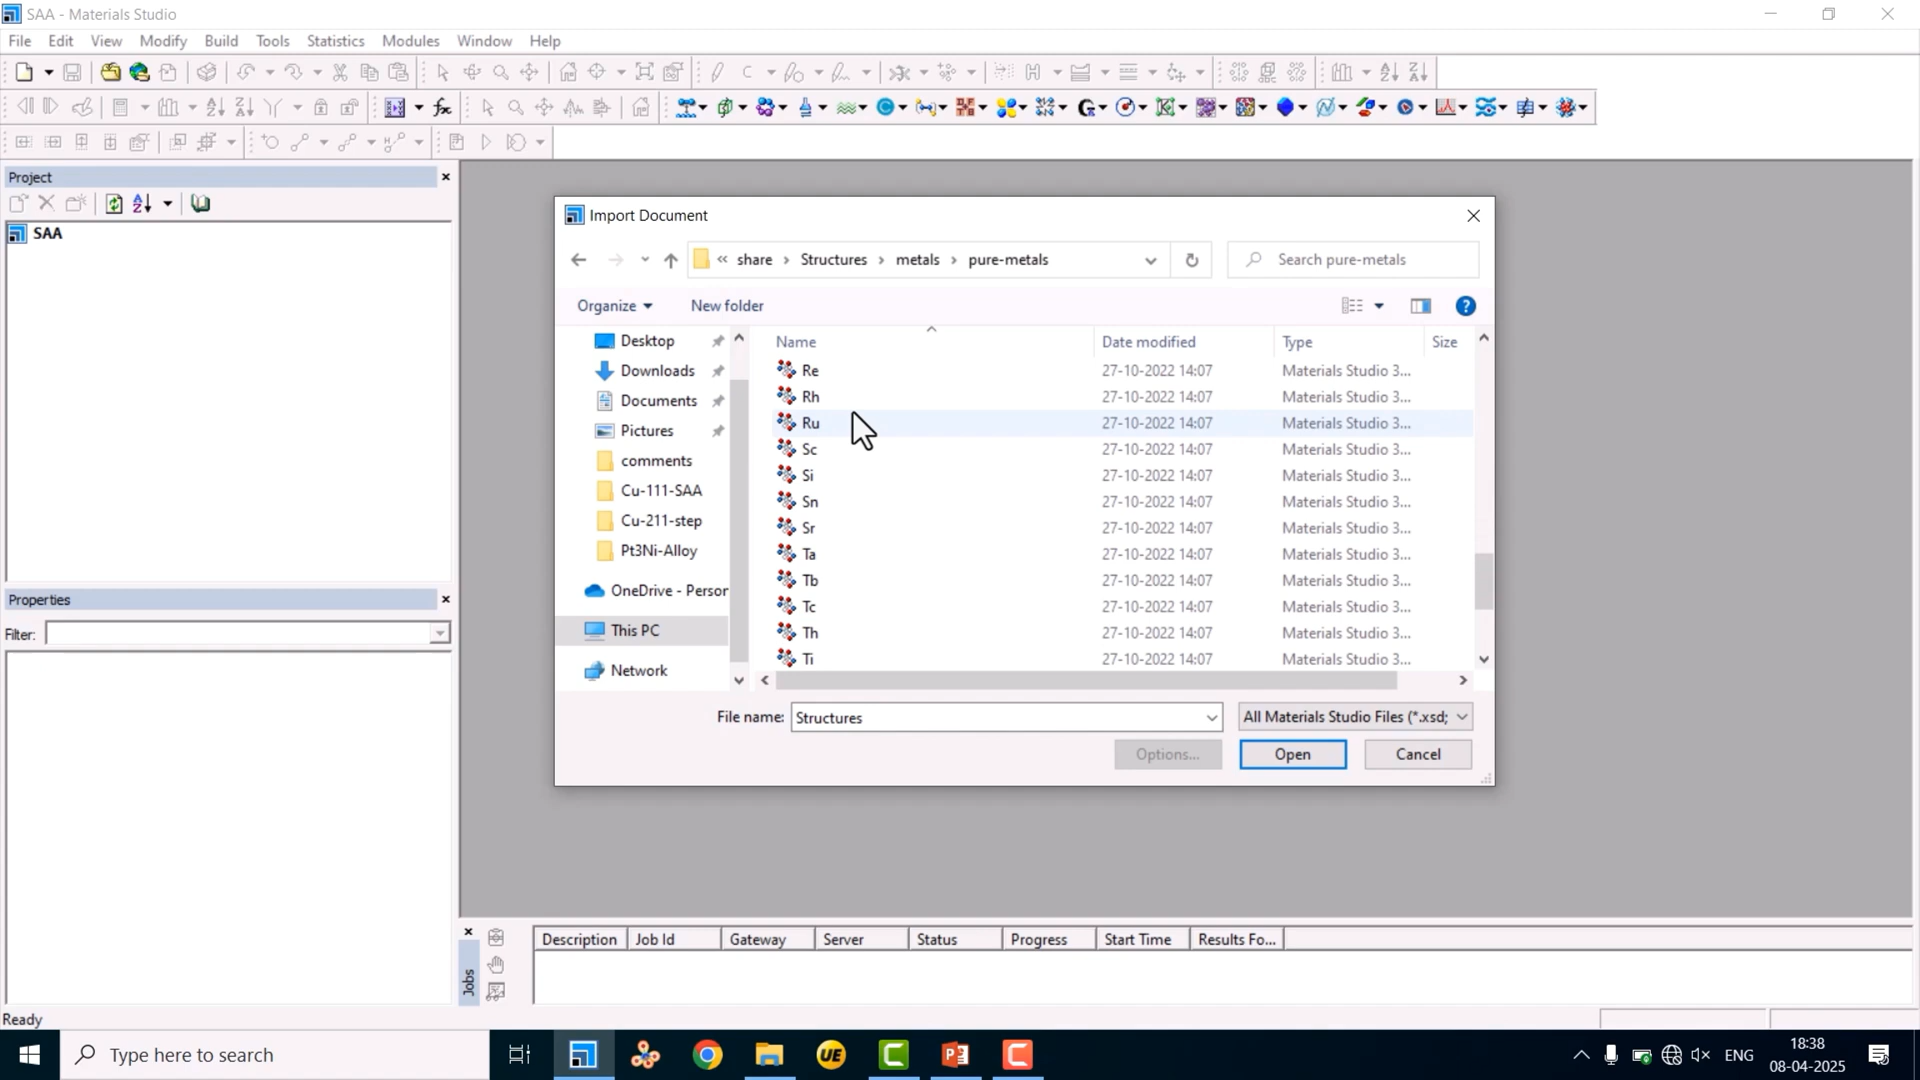 SAA - Materials Studio
File Edit View Modify Build Tools Statistics Modules Window Help
Project
SAA
Properties
Filter:
Import Document
« share › Structures › metals › pure-metals
Search pure-metals
Organize
New folder
Desktop
Downloads
Documents
Pictures
comments
Cu-111-SAA
Cu-211-step
Pt3Ni-Alloy
OneDrive - Person
This PC
Network
Name Date modified Type Size
Re 27-10-2022 14:07 Materials Studio 3...
Rh 27-10-2022 14:07 Materials Studio 3...
Ru 27-10-2022 14:07 Materials Studio 3...
Sc 27-10-2022 14:07 Materials Studio 3...
Si 27-10-2022 14:07 Materials Studio 3...
Sn 27-10-2022 14:07 Materials Studio 3...
Sr 27-10-2022 14:07 Materials Studio 3...
Ta 27-10-2022 14:07 Materials Studio 3...
Tb 27-10-2022 14:07 Materials Studio 3...
Tc 27-10-2022 14:07 Materials Studio 3...
Th 27-10-2022 14:07 Materials Studio 3...
Ti 27-10-2022 14:07 Materials Studio 3...
File name: Structures
All Materials Studio Files (*.xsd;
Options...
Open
Cancel
Jobs
Description Job Id Gateway Server Status Progress Start Time Results Fo...
Ready
Type here to search
UE
ENG
18:38
08-04-2025